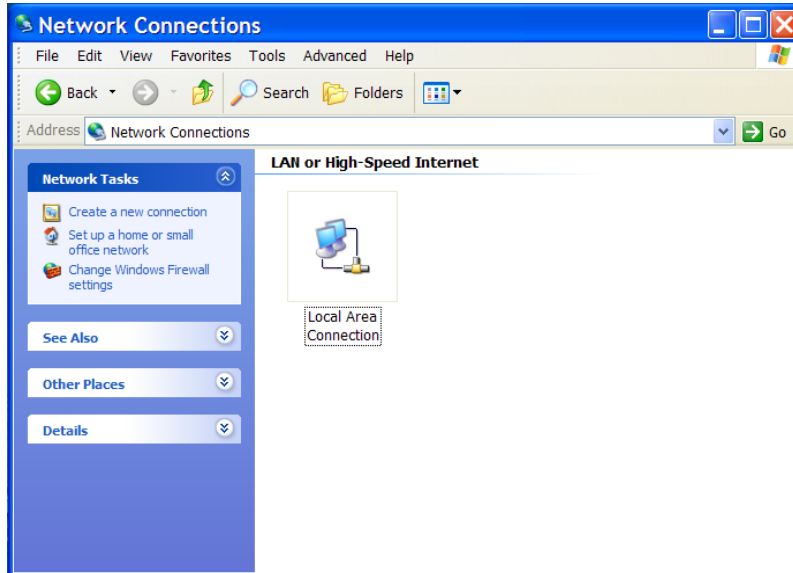 Network Connections
File Edit View Favorites Tools Advanced Help
Back Search Folders
Address Network Connections Go
Network Tasks
Create a new connection
Set up a home or small
office network
Change Windows Firewall
settings
See Also
Other Places
Details
LAN or High-Speed Internet
Local Area
Connection